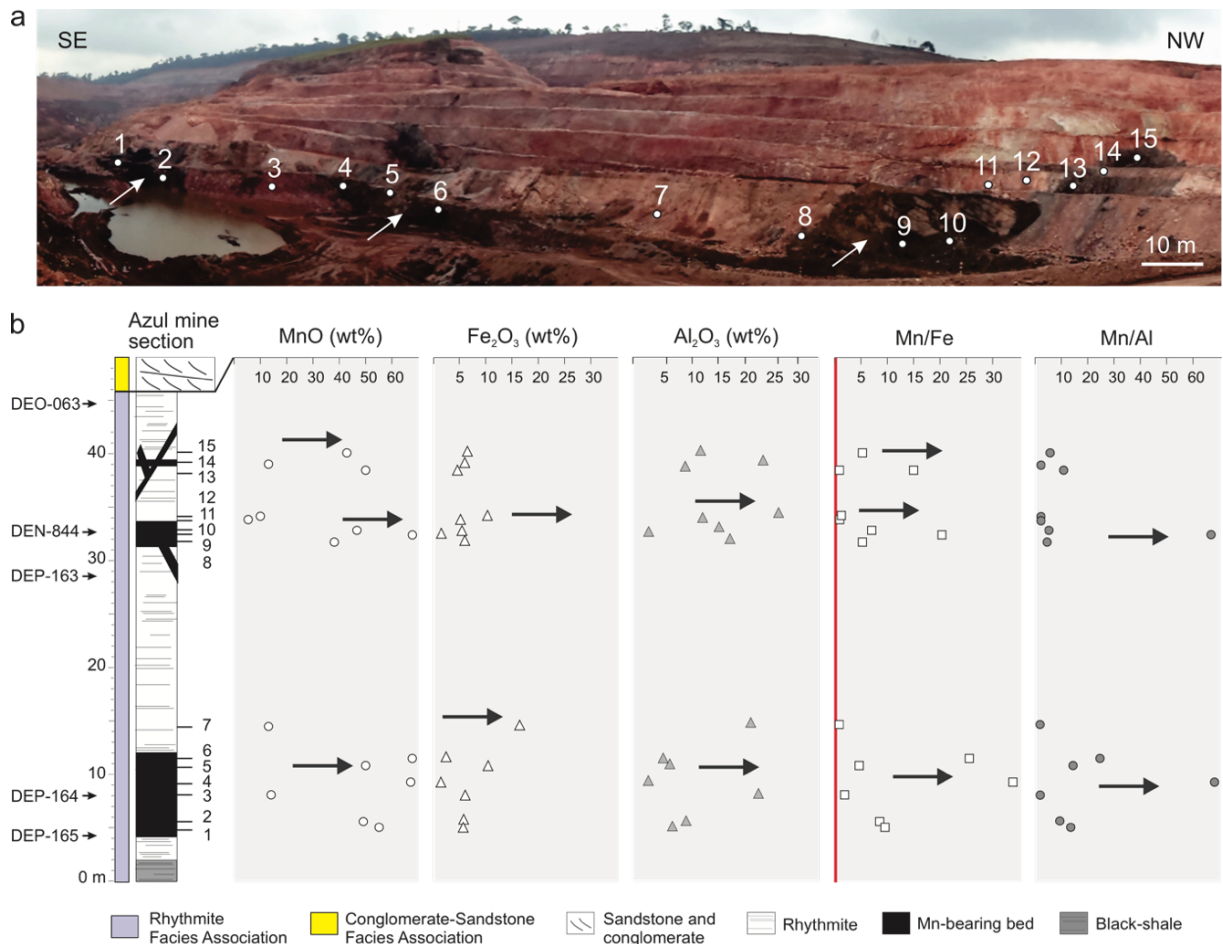 a
SE
NW
1 2 3 4 5 6 7 8 9 10 11 12 13 14 15
10 m
b
Azul mine
section
MnO (wt%)
Fe₂O₃ (wt%)
Al₂O₃ (wt%)
Mn/Fe
Mn/Al
10 20 30 40 50 60
5 10 15 20 25 30
5 10 15 20 25 30
5 10 15 20 25 30
10 20 30 40 50 60
DEO-063
40
15
14
13
12
11
DEN-844
10
9
30
8
DEP-163
20
7
6
10
5
4
DEP-164
3
2
DEP-165
1
0 m
Rhythmite
Facies Association
Conglomerate-Sandstone
Facies Association
Sandstone and
conglomerate
Rhythmite
Mn-bearing bed
Black-shale